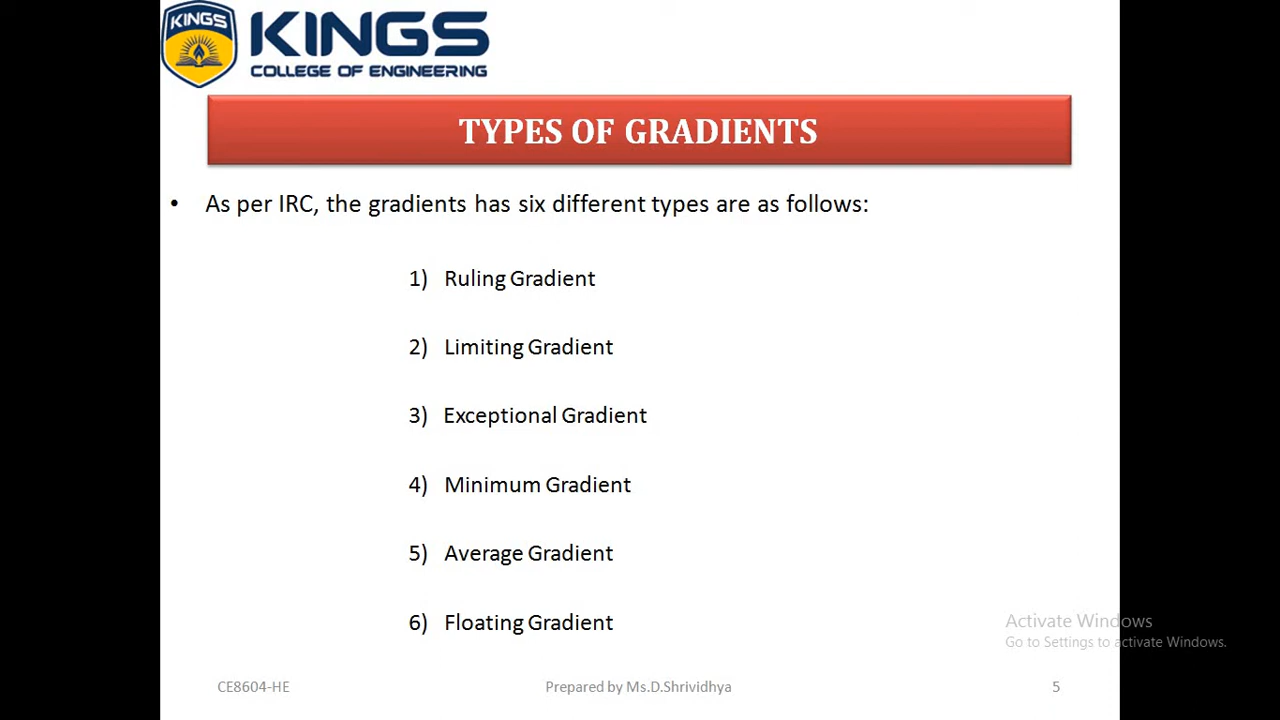 KINGS
KINGS
COLLEGE OF ENGINEERING
TYPES OF GRADIENTS
• As per IRC, the gradients has six different types are as follows:
1) Ruling Gradient
2) Limiting Gradient
3) Exceptional Gradient
4) Minimum Gradient
5) Average Gradient
6) Floating Gradient
Activate Windows
Go to Settings to activate Windows.
CE8604-HE Prepared by Ms.D.Shrividhya 5